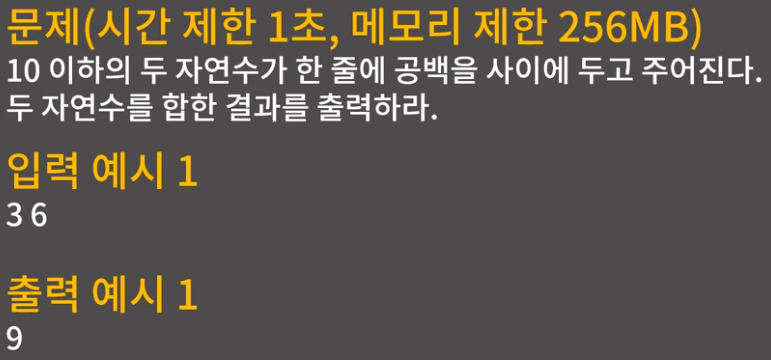 문제(시간 제한 1초, 메모리 제한 256MB)
10 이하의 두 자연수가 한 줄에 공백을 사이에 두고 주어진다.
두 자연수를 합한 결과를 출력하라.
입력 예시 1
3 6
출력 예시 1
9